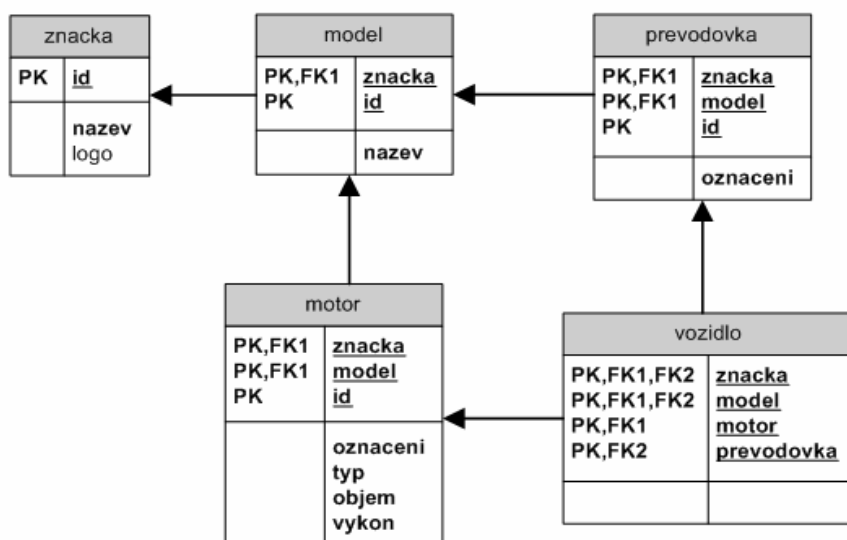 znacka
PK id
nazev
logo
model
PK,FK1 znacka
PK id
nazev
prevodovka
PK,FK1 znacka
PK,FK1 model
PK id
oznaceni
motor
PK,FK1 znacka
PK,FK1 model
PK id
oznaceni
typ
objem
vykon
vozidlo
PK,FK1,FK2 znacka
PK,FK1,FK2 model
PK,FK1 motor
PK,FK2 prevodovka